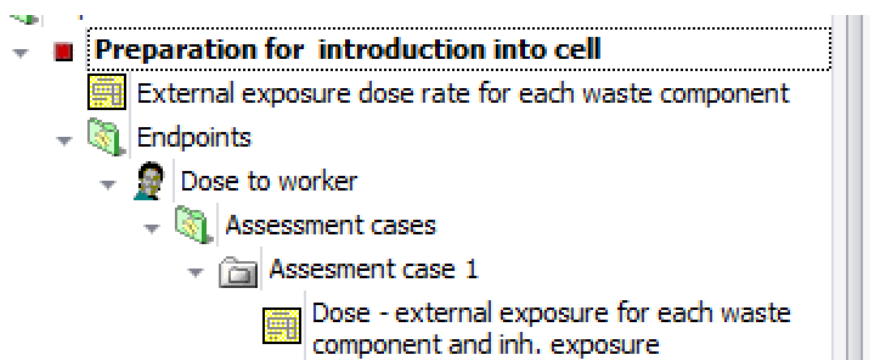 Preparation for introduction into cell
External exposure dose rate for each waste component
Endpoints
Dose to worker
Assessment cases
Assesment case 1
Dose - external exposure for each waste
component and inh. exposure